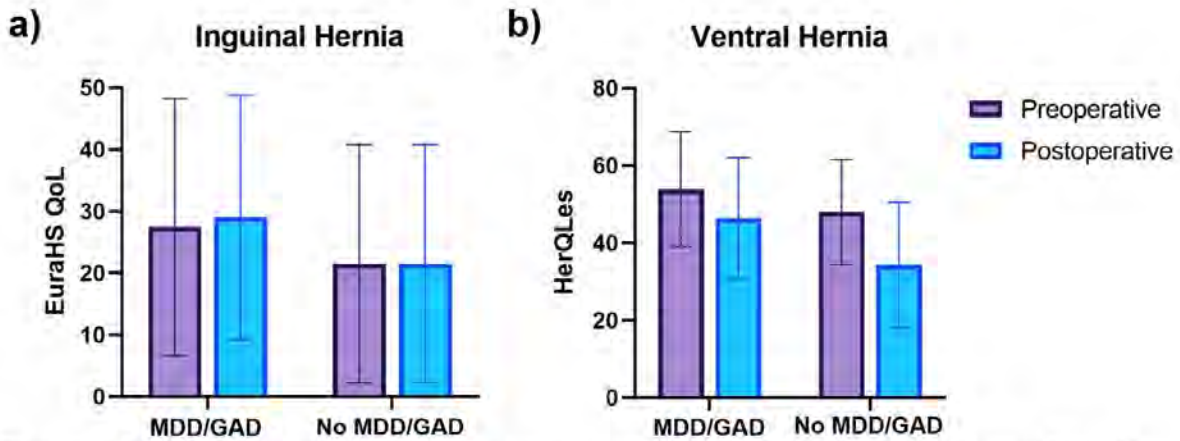 a)
Inguinal Hernia
EuraHS QoL
50
40
30
20
10
0
MDD/GAD
No MDD/GAD
b)
Ventral Hernia
HerQLes
80
60
40
20
0
MDD/GAD
No MDD/GAD
Preoperative
Postoperative